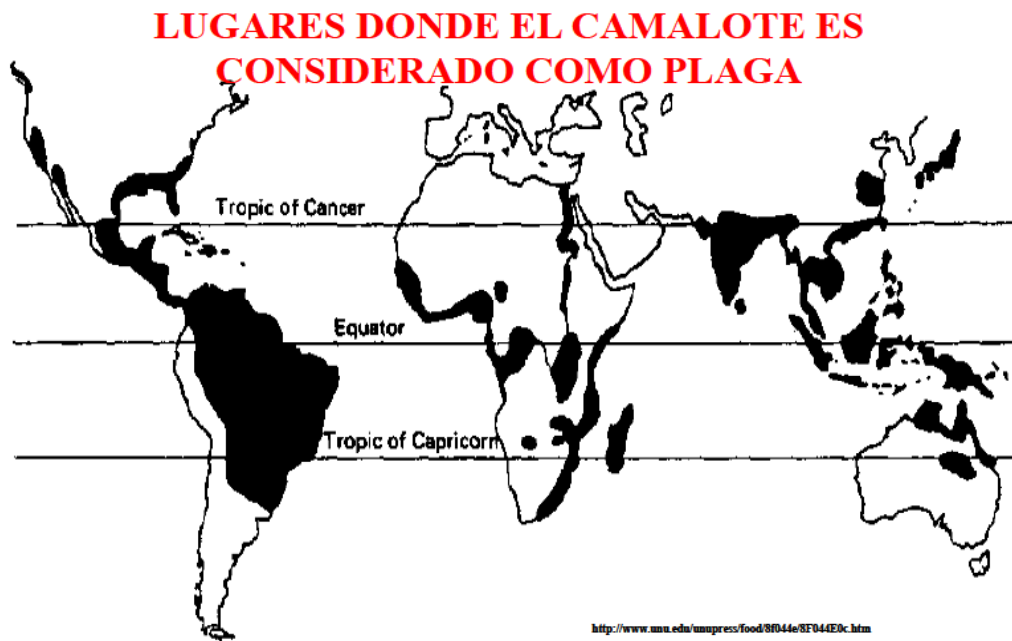 LUGARES DONDE EL CAMALOTE ES
CONSIDERADO COMO PLAGA
Tropic of Cancer
Equator
Tropic of Capricorn
http://www.unu.edu/unupress/food/8f044e/8F044E0c.htm